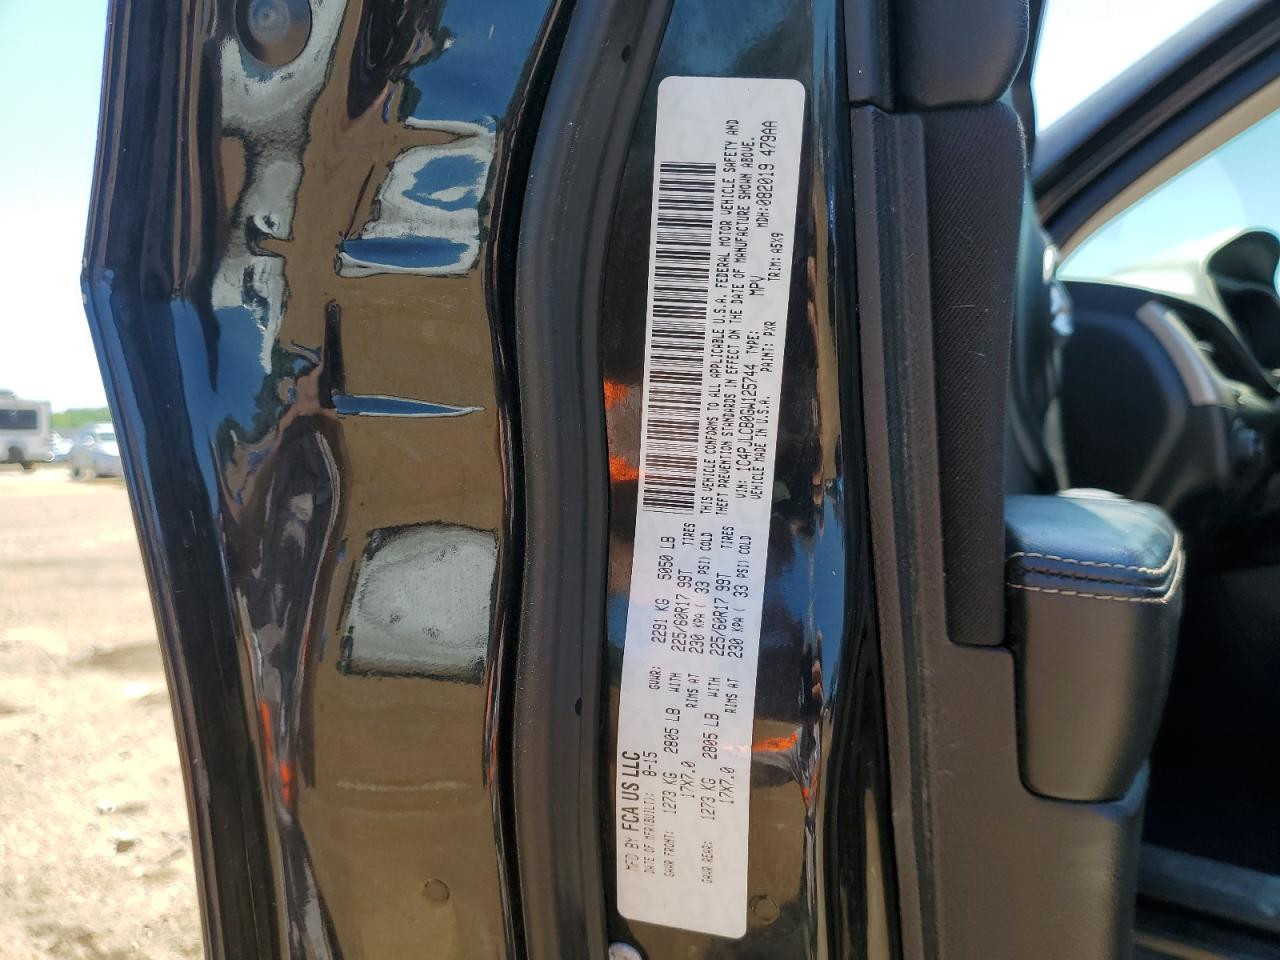 MFD BY FCA US LLC
DATE OF MFR(BUILT): 8-15 GVWR: 2291 KG 5050 LB
GAWR FRONT: 1273 KG 2805 LB WITH 225/60R17 99T TIRES
17X7.0 RIMS AT 230 KPA ( 33 PSI) COLD
GAWR REAR: 1273 KG 2805 LB WITH 225/60R17 99T TIRES
17X7.0 RIMS AT 230 KPA ( 33 PSI) COLD
THIS VEHICLE CONFORMS TO ALL APPLICABLE U.S.A. FEDERAL MOTOR VEHICLE SAFETY AND
THEFT PREVENTION STANDARDS IN EFFECT ON THE DATE OF MANUFACTURE SHOWN ABOVE.
VIN: 1C4PJLCB0GW125744 TYPE: MPV MDH:082019 479AA
VEHICLE MADE IN U.S.A. PAINT: PXR TRIM: A5X9